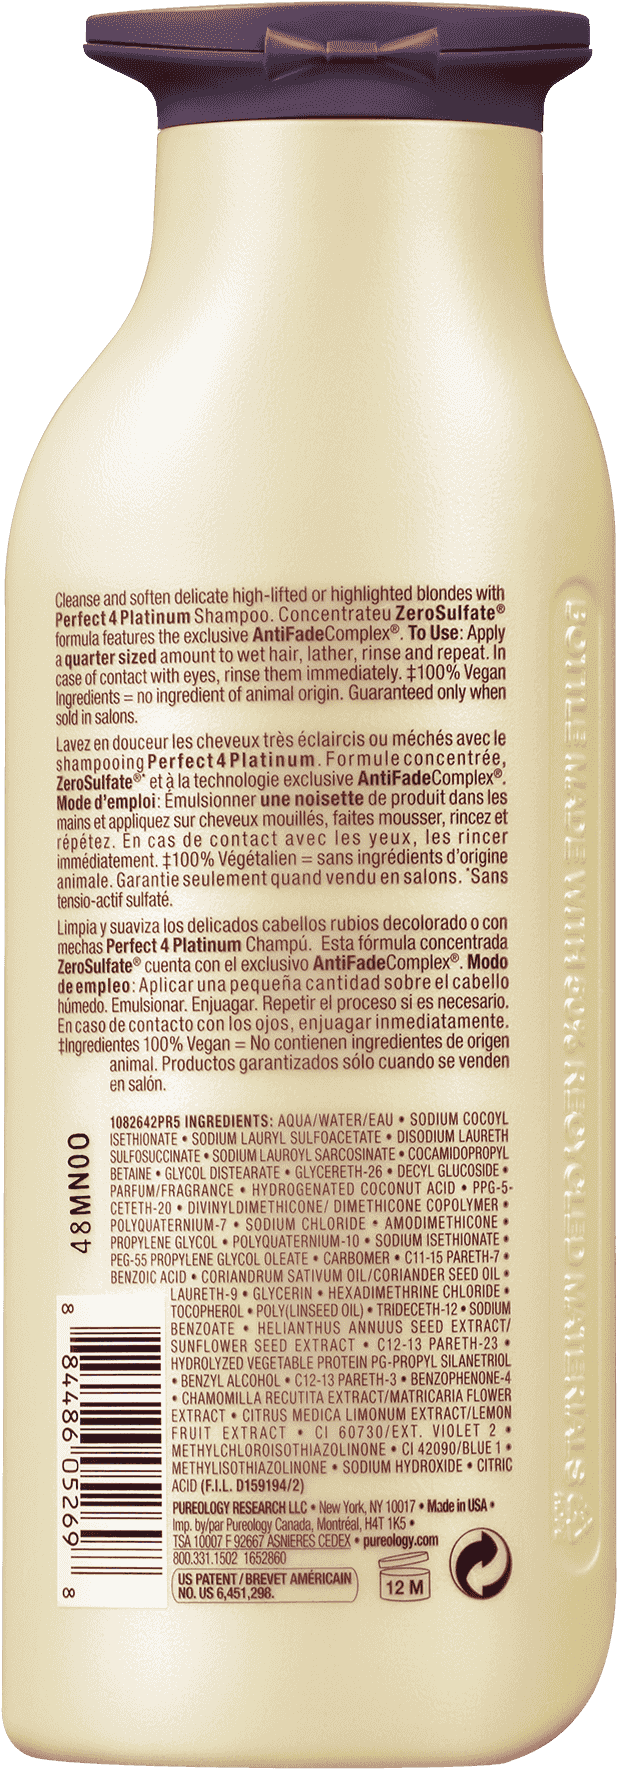 Cleanse and soften delicate high-lifted or highlighted blondes with
Perfect 4 Platinum Shampoo. Concentrateu ZeroSulfate®
formula features the exclusive AntiFadeComplex®. To Use: Apply
a quarter sized amount to wet hair, lather, rinse and repeat. In
case of contact with eyes, rinse them immediately. ‡100% Vegan
Ingredients = no ingredient of animal origin. Guaranteed only when
sold in salons.
Lavez en douceur les cheveux très éclaircis ou méchés avec le
shampooing Perfect 4 Platinum. Formule concentrée,
ZeroSulfate®* et à la technologie exclusive AntiFadeComplex®.
Mode d'emploi: Émulsionner une noisette de produit dans les
mains et appliquez sur cheveux mouillés, faites mousser, rincez et
répétez. En cas de contact avec les yeux, les rincer
immédiatement. ‡100% Végétalien = sans ingrédients d'origine
animale. Garantie seulement quand vendu en salons. *Sans
tensio-actif sulfaté.
Limpia y suaviza los delicados cabellos rubios decolorado o con
mechas Perfect 4 Platinum Champú. Esta fórmula concentrada
ZeroSulfate® cuenta con el exclusivo AntiFadeComplex®. Modo
de empleo: Aplicar una pequeña cantidad sobre el cabello
húmedo. Emulsionar. Enjuagar. Repetir el proceso si es necesario.
En caso de contacto con los ojos, enjuagar inmediatamente.
‡Ingredientes 100% Vegan = No contienen ingredientes de origen
animal. Productos garantizados sólo cuando se venden
en salón.
1082642PR5 INGREDIENTS: AQUA/WATER/EAU • SODIUM COCOYL
ISETHIONATE • SODIUM LAURYL SULFOACETATE • DISODIUM LAURETH
SULFOSUCCINATE • SODIUM LAUROYL SARCOSINATE • COCAMIDOPROPYL
BETAINE • GLYCOL DISTEARATE • GLYCERETH-26 • DECYL GLUCOSIDE •
PARFUM/FRAGRANCE • HYDROGENATED COCONUT ACID • PPG-5-
CETETH-20 • DIVINYLDIMETHICONE/ DIMETHICONE COPOLYMER •
POLYQUATERNIUM-7 • SODIUM CHLORIDE • AMODIMETHICONE •
PROPYLENE GLYCOL • POLYQUATERNIUM-10 • SODIUM ISETHIONATE •
PEG-55 PROPYLENE GLYCOL OLEATE • CARBOMER • C11-15 PARETH-7 •
BENZOIC ACID • CORIANDRUM SATIVUM OIL/CORIANDER SEED OIL •
LAURETH-9 • GLYCERIN • HEXADIMETHRINE CHLORIDE •
TOCOPHEROL • POLY(LINSEED OIL) • TRIDECETH-12 • SODIUM
BENZOATE • HELIANTHUS ANNUUS SEED EXTRACT/
SUNFLOWER SEED EXTRACT • C12-13 PARETH-23 •
HYDROLYZED VEGETABLE PROTEIN PG-PROPYL SILANETRIOL
• BENZYL ALCOHOL • C12-13 PARETH-3 • BENZOPHENONE-4
• CHAMOMILLA RECUTITA EXTRACT/MATRICARIA FLOWER
EXTRACT • CITRUS MEDICA LIMONUM EXTRACT/LEMON
FRUIT EXTRACT • CI 60730/EXT. VIOLET 2 •
METHYLCHLOROISOTHIAZOLINONE • CI 42090/BLUE 1 •
METHYLISOTHIAZOLINONE • SODIUM HYDROXIDE • CITRIC
ACID (F.I.L. D159194/2)
PUREOLOGY RESEARCH LLC • New York, NY 10017 • Made in USA •
Imp. by/par Pureology Canada, Montréal, H4T 1K5 •
TSA 10007 F 92667 ASNIERES CEDEX • pureology.com
800.331.1502 1652860
US PATENT / BREVET AMÉRICAIN
NO. US 6,451,298.
12 M
48MN00
8 84486 05269 8
BOTTLE MADE WITH 50% RECYCLED MATERIALS